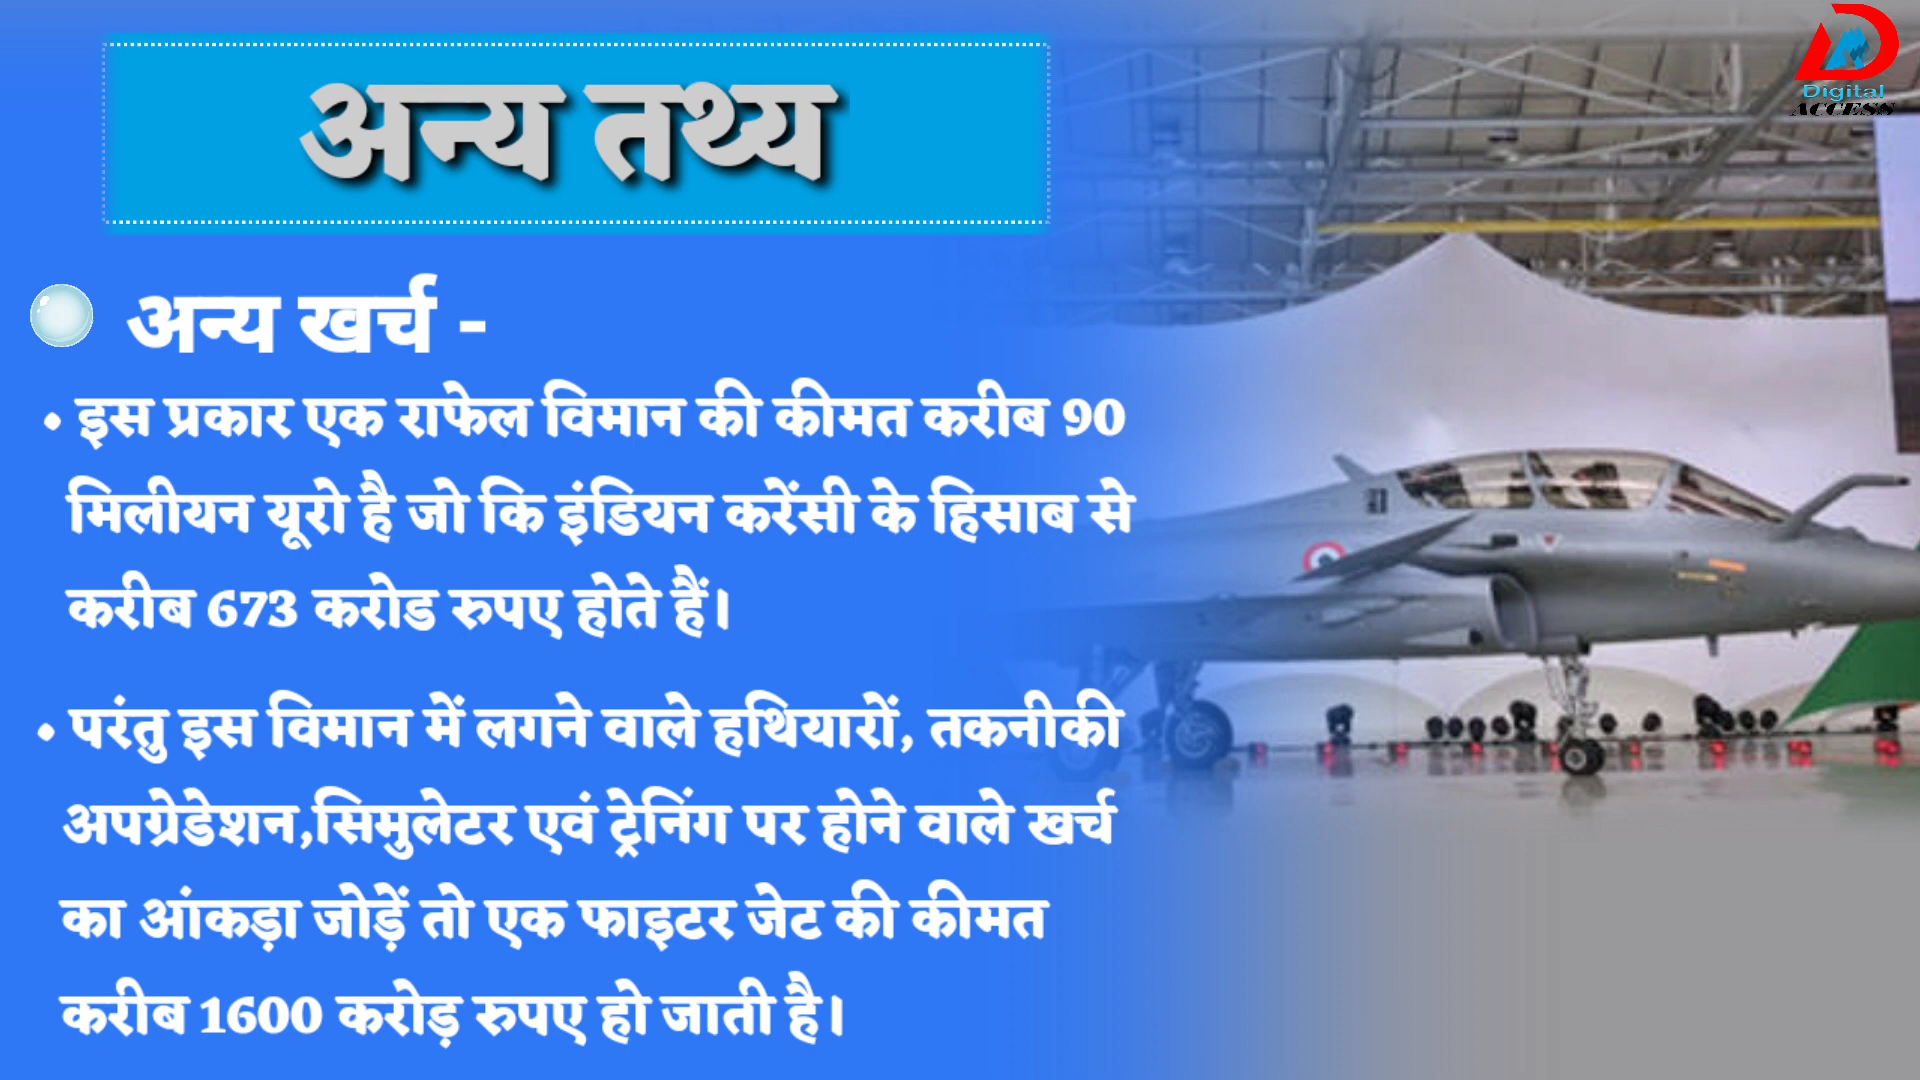 अन्य तथ्य
Digital
ACCESS
अन्य खर्च -
• इस प्रकार एक राफेल विमान की कीमत करीब 90
मिलीयन यूरो है जो कि इंडियन करेंसी के हिसाब से
करीब 673 करोड रुपए होते हैं।
• परंतु इस विमान में लगने वाले हथियारों, तकनीकी
अपग्रेडेशन,सिमुलेटर एवं ट्रेनिंग पर होने वाले खर्च
का आंकड़ा जोड़ें तो एक फाइटर जेट की कीमत
करीब 1600 करोड़ रुपए हो जाती है।